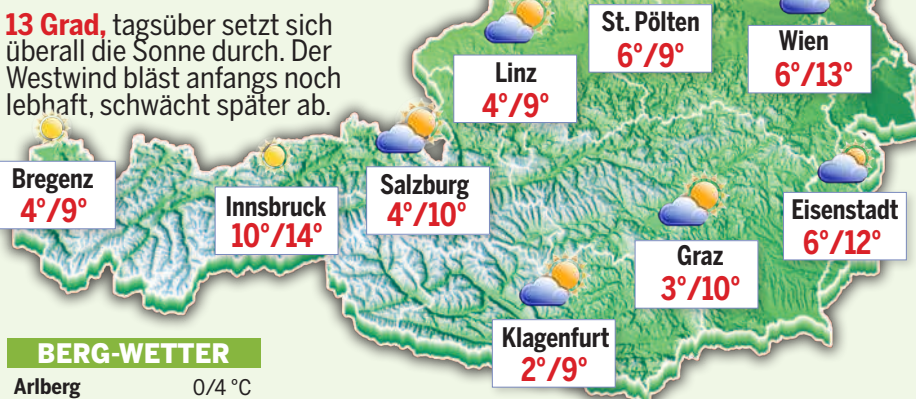 13 Grad, tagsüber setzt sich
überall die Sonne durch. Der
Westwind bläst anfangs noch
lebhaft, schwächt später ab.
St. Pölten
6°/9°
Wien
6°/13°
Linz
4°/9°
Bregenz
4°/9°
Innsbruck
10°/14°
Salzburg
4°/10°
Eisenstadt
6°/12°
Graz
3°/10°
Klagenfurt
2°/9°
BERG-WETTER
Arlberg 0/4 °C